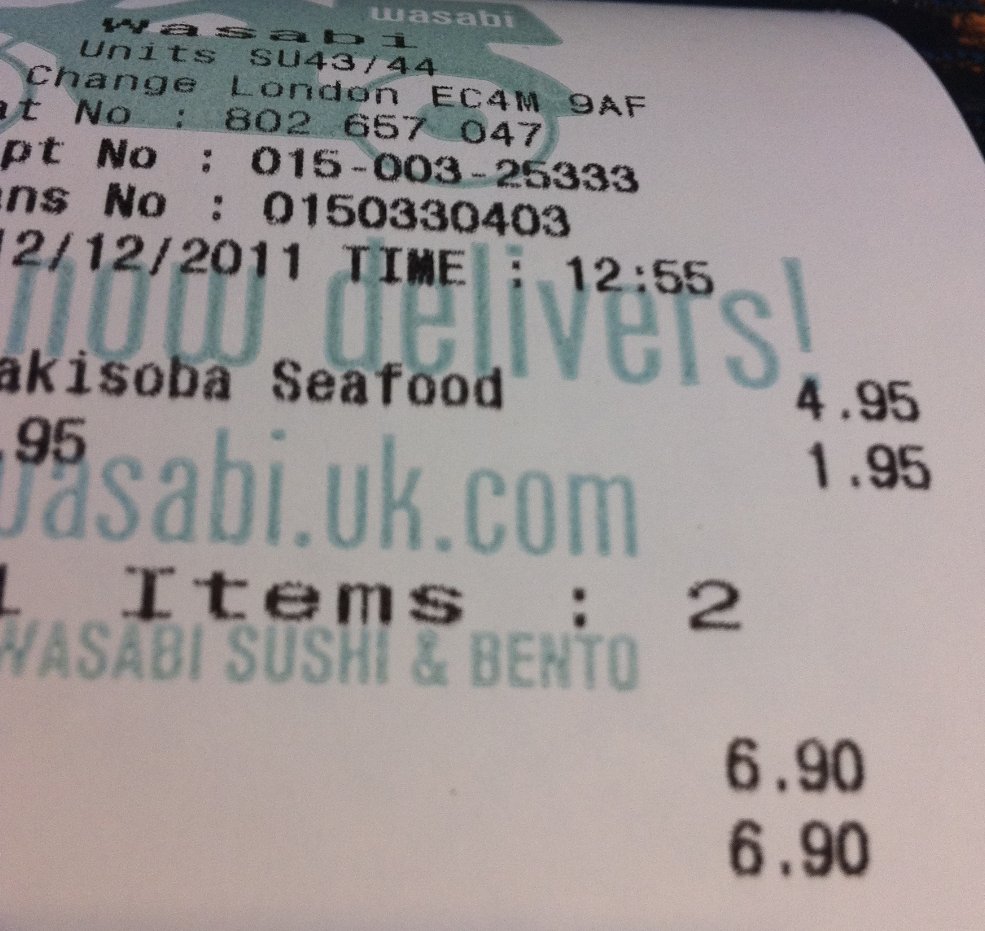 wasabi
Wasabi
Units SU43/44
Change London EC4M 9AF
at No : 802 657 047
pt No : 015-003-25333
ns No : 0150330403
12/12/2011 TIME : 12:55
now delivers!
akisoba Seafood 4.95
.95 1.95
wasabi.uk.com
l Items : 2
WASABI SUSHI & BENTO
6.90
6.90